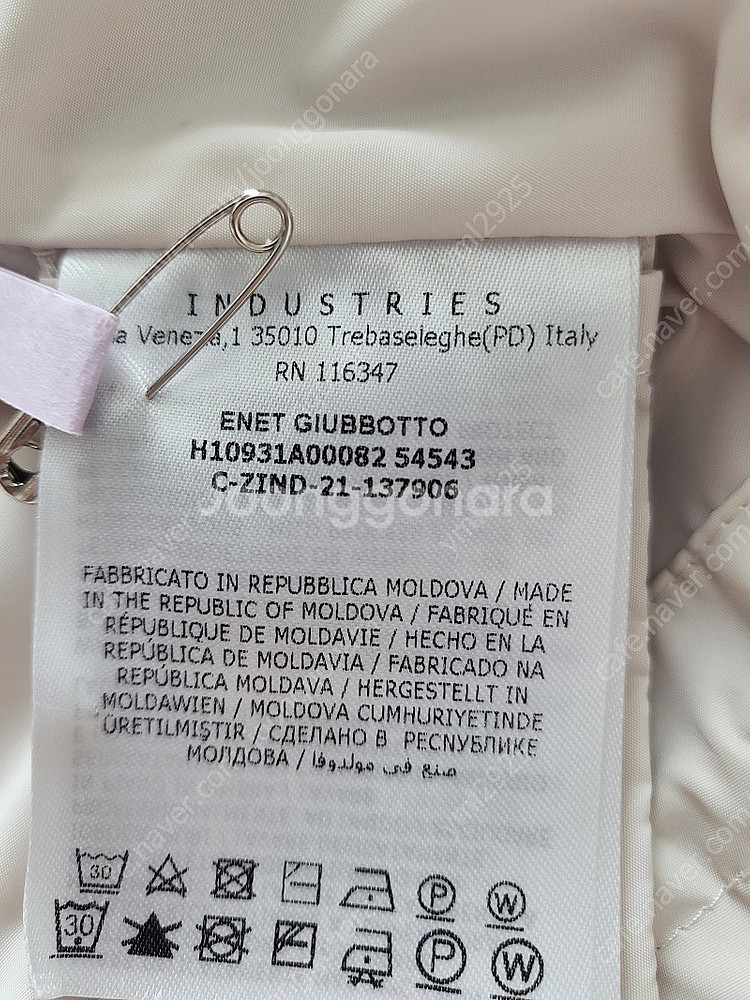 INDUSTRIES
a Venezia,1 35010 Trebaseleghe(PD) Italy
RN 116347
ENET GIUBBOTTO
H10931A00082 54543
C-ZIND-21-137906
Joonggonara
FABBRICATO IN REPUBBLICA MOLDOVA / MADE
IN THE REPUBLIC OF MOLDOVA / FABRIQUÉ EN
RÉPUBLIQUE DE MOLDAVIE / HECHO EN LA
REPÚBLICA DE MOLDAVIA / FABRICADO NA
REPÚBLICA MOLDAVA / HERGESTELLT IN
MOLDAWIEN / MOLDOVA CUMHURIYETINDE
ÜRETILMIŞTIR / СДЕЛАНО В РЕСПУБЛИКЕ
МОЛДОВА / صنع في مولدوفا
30 P W
30 P W